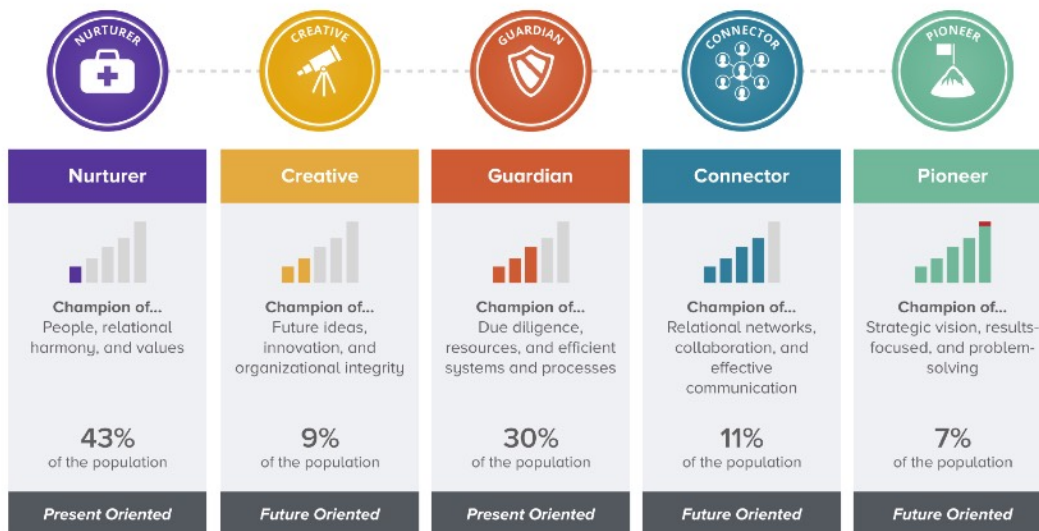 NURTURER
CREATIVE
GUARDIAN
CONNECTOR
PIONEER
Nurturer
Champion of...
People, relational
harmony, and values
43%
of the population
Present Oriented
Creative
Champion of...
Future ideas,
innovation, and
organizational integrity
9%
of the population
Future Oriented
Guardian
Champion of...
Due diligence,
resources, and efficient
systems and processes
30%
of the population
Present Oriented
Connector
Champion of...
Relational networks,
collaboration, and
effective
communication
11%
of the population
Future Oriented
Pioneer
Champion of...
Strategic vision, results-
focused, and problem-
solving
7%
of the population
Future Oriented